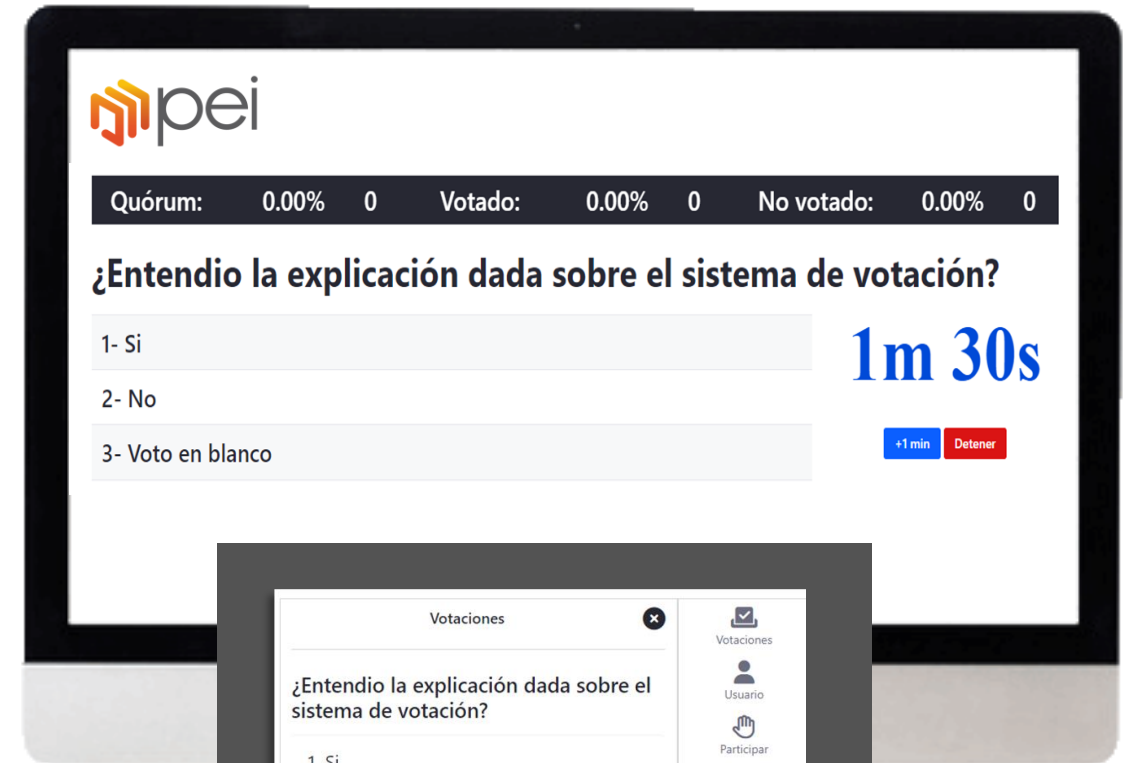 pei
Quórum: 0.00% 0 Votado: 0.00% 0 No votado: 0.00% 0
¿Entendio la explicación dada sobre el sistema de votación?
1- Si
2- No
3- Voto en blanco
1m 30s
+1 min Detener
Votaciones
¿Entendio la explicación dada sobre el
sistema de votación?
1. Si
Votaciones
Usuario
Participar